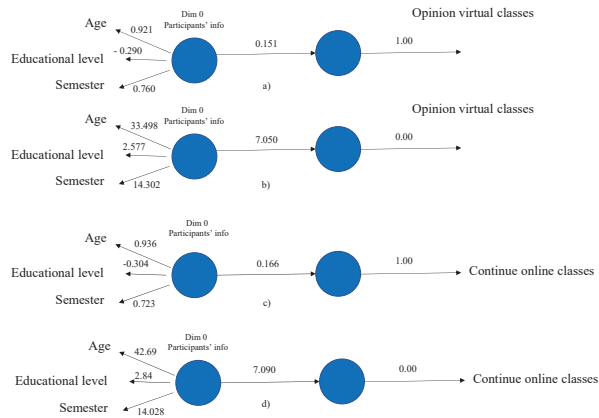 Opinion virtual classes
Dim 0
Participants' info
Age
0.921
- 0.290
Educational level
0.151
1.00
Semester
0.760
a)
Opinion virtual classes
Dim 0
Participants' info
Age
33.498
2.577
Educational level
7.050
0.00
Semester
14.302
b)
Dim 0
Participants' info
Age
0.936
-0.304
Educational level
0.166
1.00
Continue online classes
Semester
0.723
c)
Dim 0
Participants' info
Age
42.69
2.84
Educational level
7.090
0.00
Continue online classes
Semester
14.028
d)